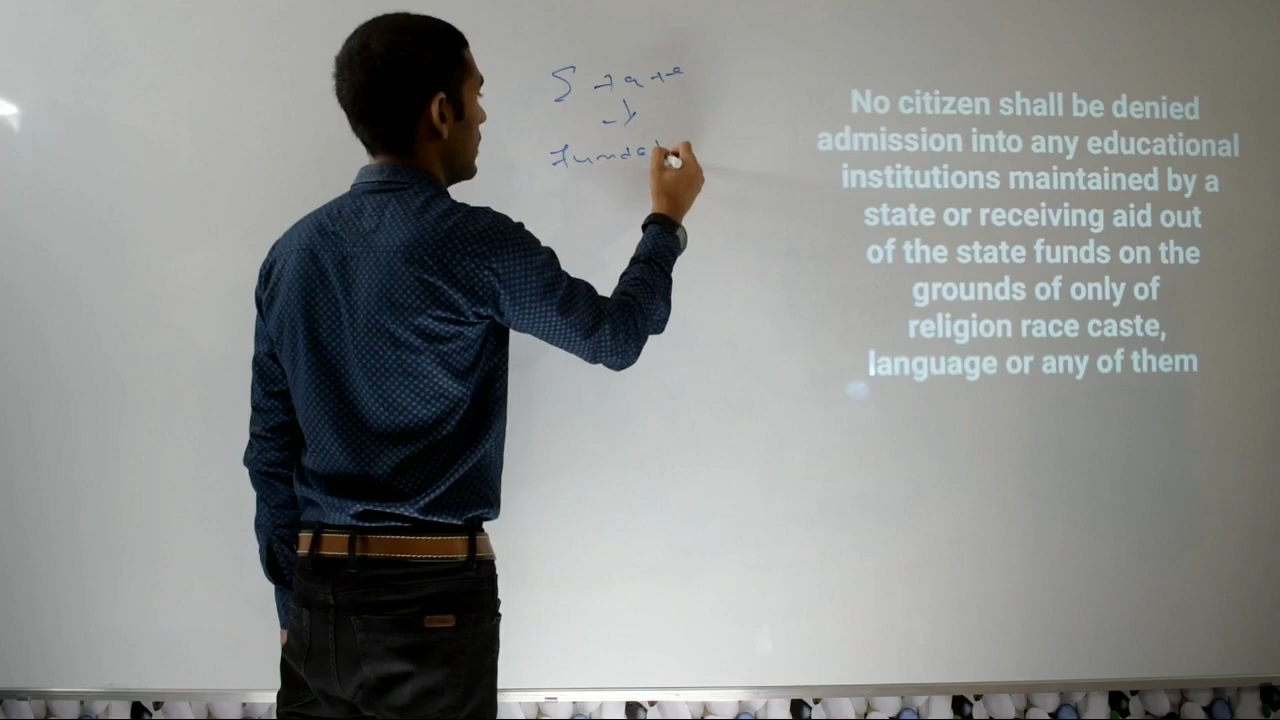 State
No citizen shall be denied
admission into any educational
institutions maintained by a
state or receiving aid out
of the state funds on the
grounds of only of
religion race caste,
language or any of them